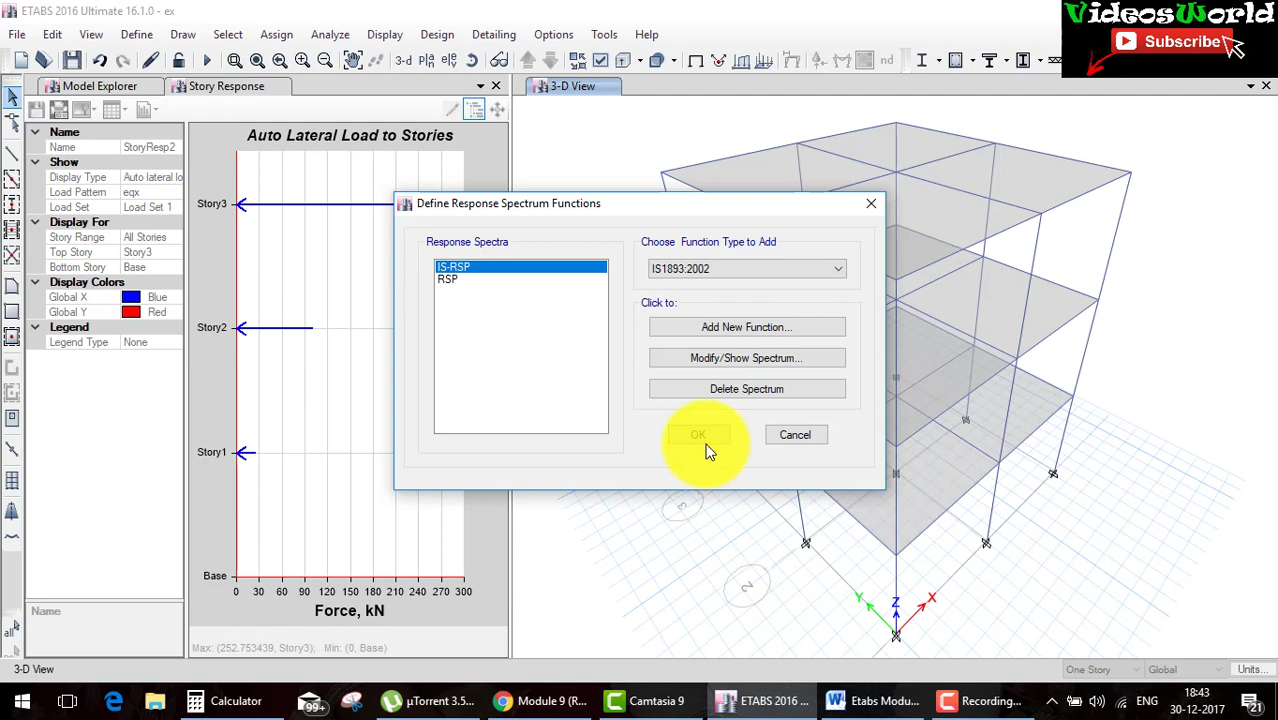 ETABS 2016 Ultimate 16.1.0 - ex
VideosWorld
Subscribe
File Edit View Define Draw Select Assign Analyze Display Design Detailing Options Tools Help
3-d nd
Model Explorer Story Response 3-D View
Name
Name StoryResp2
Show
Display Type Auto lateral lo
Load Pattern eqx
Load Set Load Set 1
Display For
Story Range All Stories
Top Story Story3
Bottom Story Base
Display Colors
Global X Blue
Global Y Red
Legend
Legend Type None
Name
Auto Lateral Load to Stories
Story3
Story2
Story1
Base
0 30 60 90 120 150 180 210 240 270 300
Force, kN
Max: (252.753439, Story3); Min: (0, Base)
Define Response Spectrum Functions
Response Spectra
IS-RSP
RSP
Choose Function Type to Add
IS1893:2002
Click to:
Add New Function...
Modify/Show Spectrum...
Delete Spectrum
OK Cancel
3
2
Y Z X
3-D View One Story Global Units...
Calculator 99+ µTorrent 3.5... Module 9 (R... Camtasia 9 ETABS 2016 ... Etabs Modu... Recording... ENG 18:43
30-12-2017 21